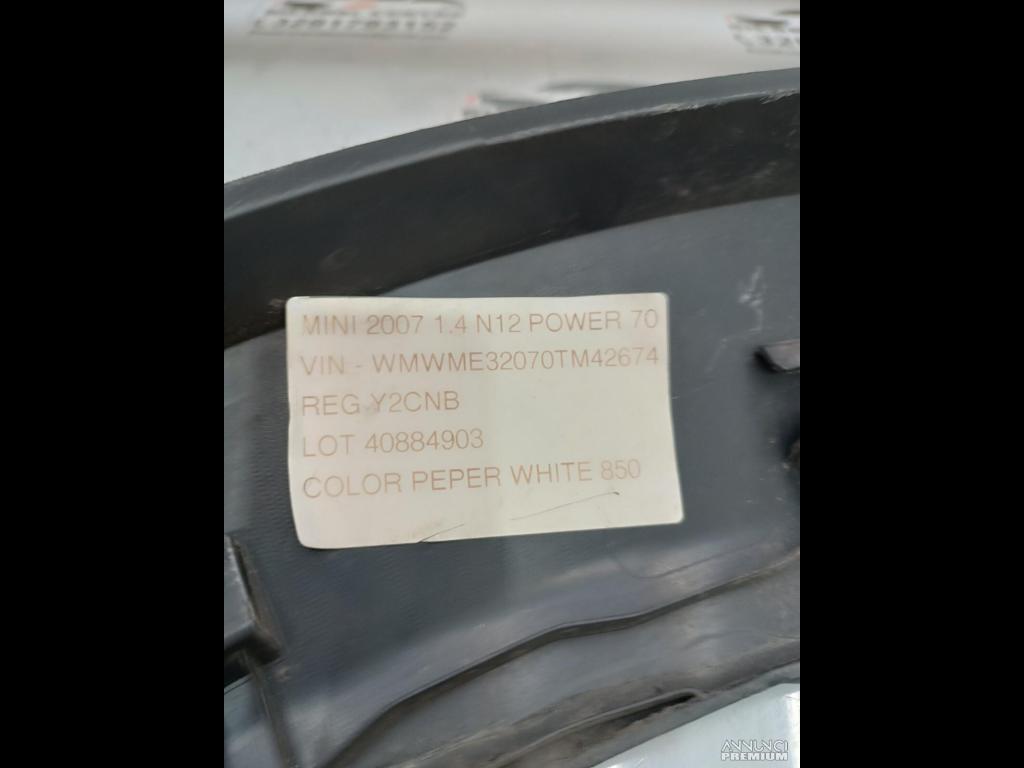 MINI 2007 1.4 N12 POWER 70
VIN - WMWME32070TM42674
REG Y2CNB
LOT 40884903
COLOR PEPER WHITE 850
ANNUNCI
PREMIUM